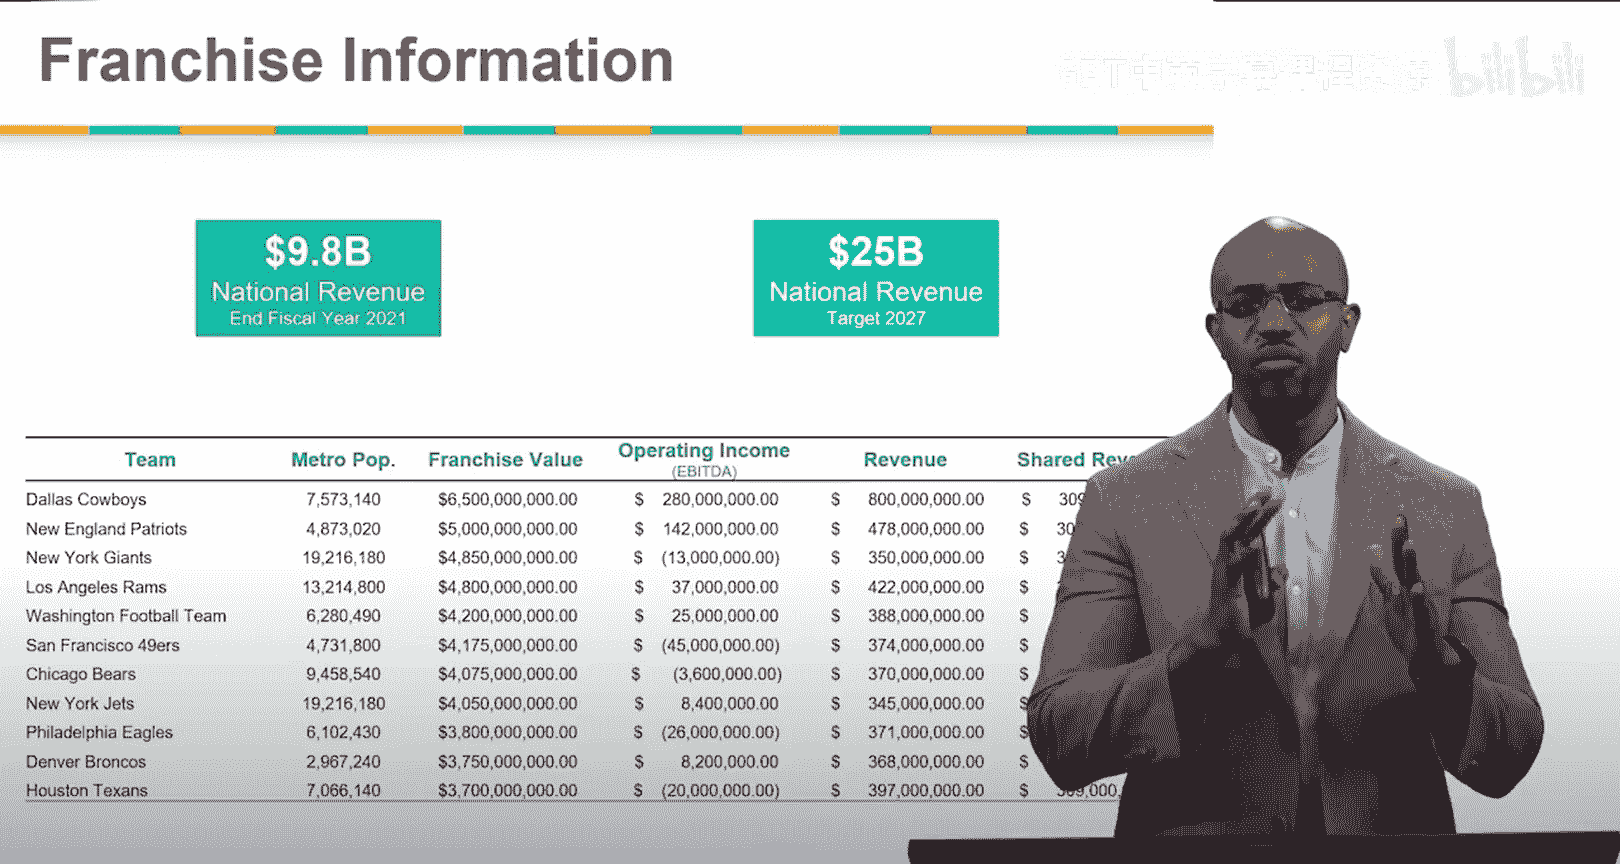 Franchise Information
bilibili
$9.8B
National Revenue
End Fiscal Year 2021
$25B
National Revenue
Target 2027
Team Metro Pop. Franchise Value Operating Income (EBITDA) Revenue Shared
Dallas Cowboys 7,573,140 $6,500,000,000.00 $ 280,000,000.00 $ 800,000,000.00 $
New England Patriots 4,873,020 $5,000,000,000.00 $ 142,000,000.00 $ 478,000,000.00 $
New York Giants 19,216,180 $4,850,000,000.00 $ (13,000,000.00) $ 350,000,000.00 $
Los Angeles Rams 13,214,800 $4,800,000,000.00 $ 37,000,000.00 $ 422,000,000.00 $
Washington Football Team 6,280,490 $4,200,000,000.00 $ 25,000,000.00 $ 388,000,000.00 $
San Francisco 49ers 4,731,800 $4,175,000,000.00 $ (45,000,000.00) $ 374,000,000.00 $
Chicago Bears 9,458,540 $4,075,000,000.00 $ (3,600,000.00) $ 370,000,000.00 $
New York Jets 19,216,180 $4,050,000,000.00 $ 8,400,000.00 $ 345,000,000.00 $
Philadelphia Eagles 6,102,430 $3,800,000,000.00 $ (26,000,000.00) $ 371,000,000.00 $
Denver Broncos 2,967,240 $3,750,000,000.00 $ 8,200,000.00 $ 368,000,000.00 $
Houston Texans 7,066,140 $3,700,000,000.00 $ (20,000,000.00) $ 397,000,000.00 $